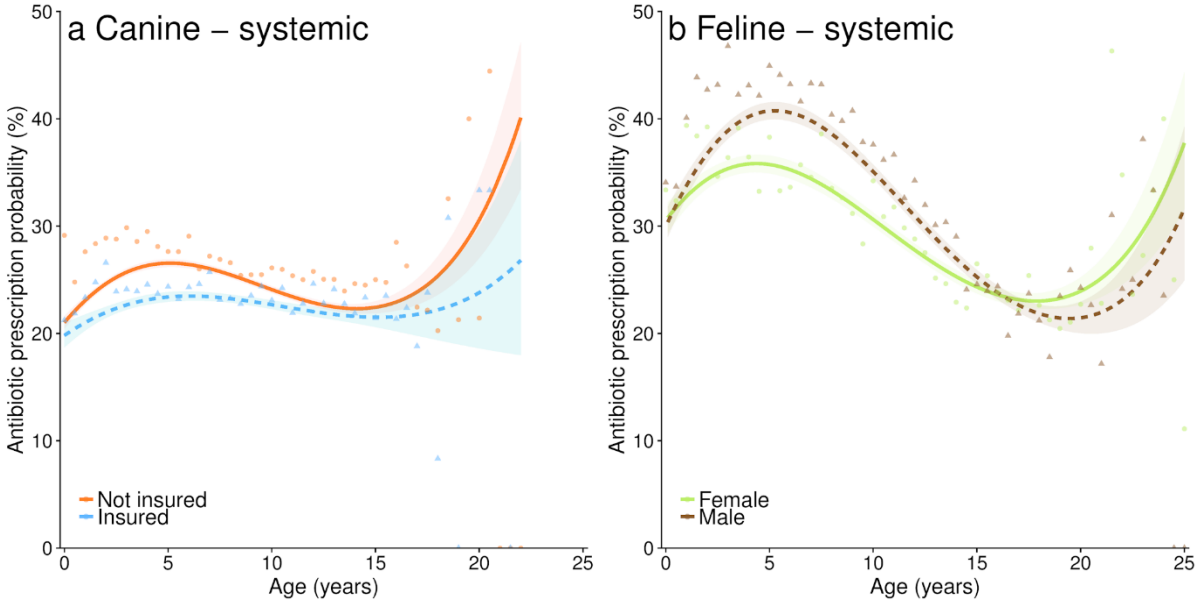 a Canine – systemic
Antibiotic prescription probability (%)
50
40
30
20
10
0
Not insured
Insured
0 5 10 15 20 25
Age (years)
b Feline – systemic
Antibiotic prescription probability (%)
50
40
30
20
10
0
Female
Male
0 5 10 15 20 25
Age (years)